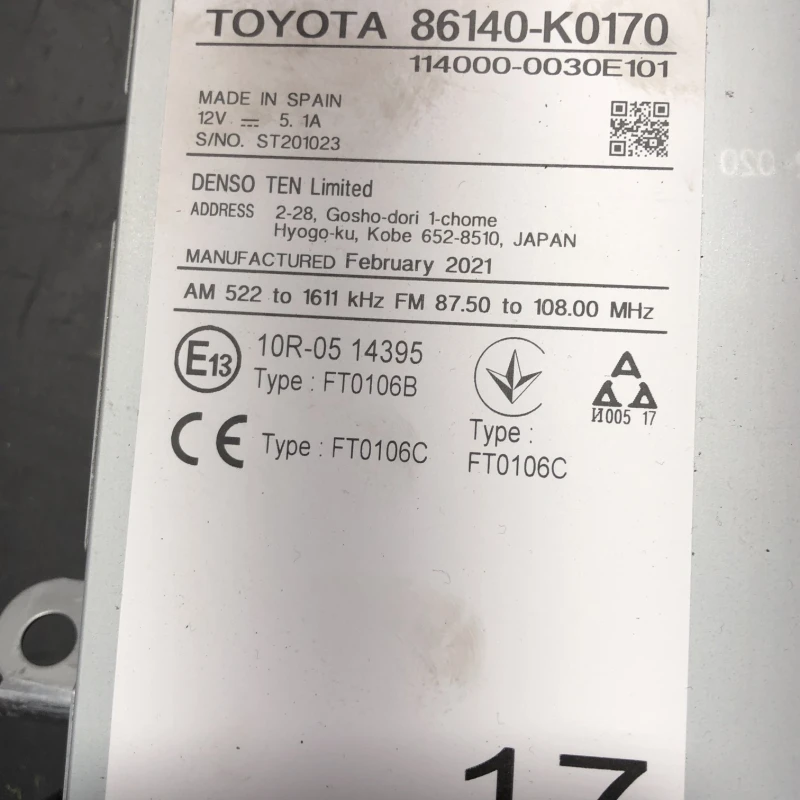 TOYOTA 86140-K0170
114000-0030E101
MADE IN SPAIN
12V ⎓ 5.1A
S/NO. ST201023
DENSO TEN Limited
ADDRESS 2-28, Gosho-dori 1-chome
Hyogo-ku, Kobe 652-8510, JAPAN
MANUFACTURED February 2021
AM 522 to 1611 kHz FM 87.50 to 108.00 MHz
E13 10R-05 14395
Type : FT0106B
CE Type : FT0106C
Type :
FT0106C
И005 17
17